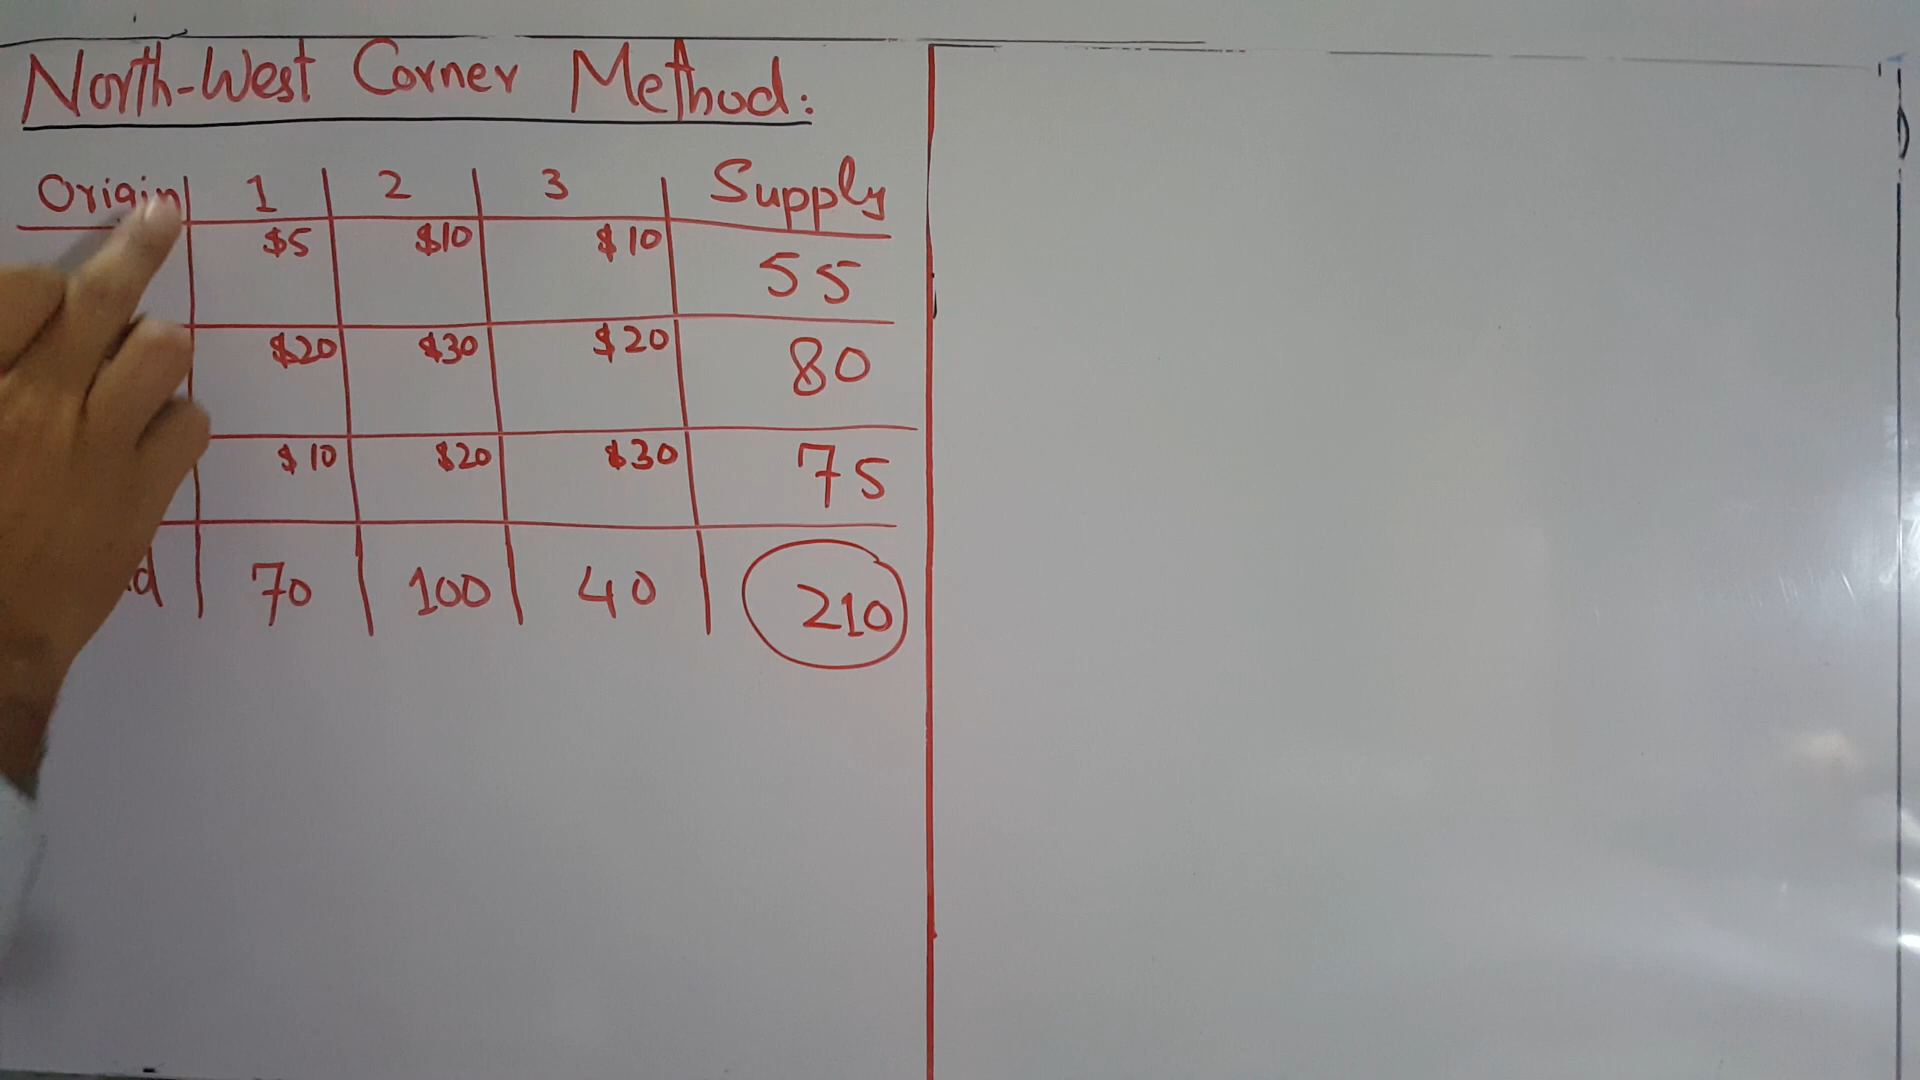 North-West Corner Method:
Origin 1 2 3 Supply
$5 $10 $10 55
$20 $30 $20 80
$10 $20 $30 75
70 100 40 210